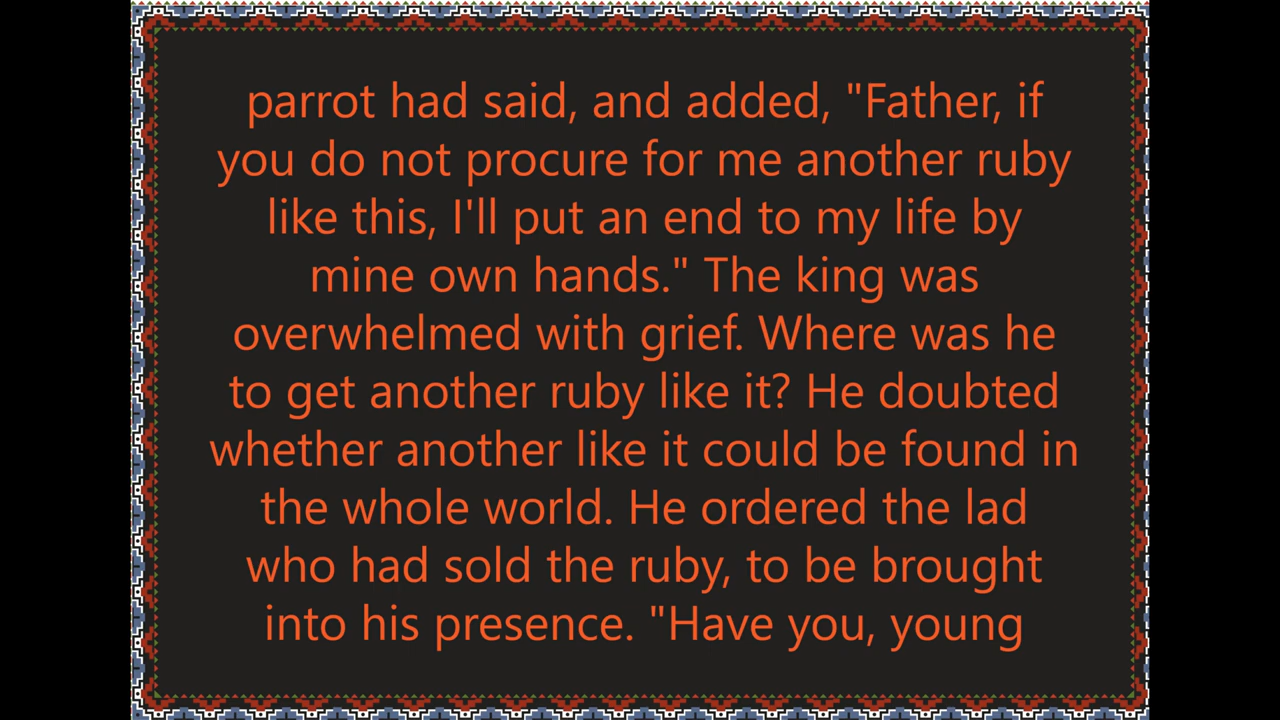 parrot had said, and added, "Father, if
you do not procure for me another ruby
like this, I'll put an end to my life by
mine own hands." The king was
overwhelmed with grief. Where was he
to get another ruby like it? He doubted
whether another like it could be found in
the whole world. He ordered the lad
who had sold the ruby, to be brought
into his presence. "Have you, young